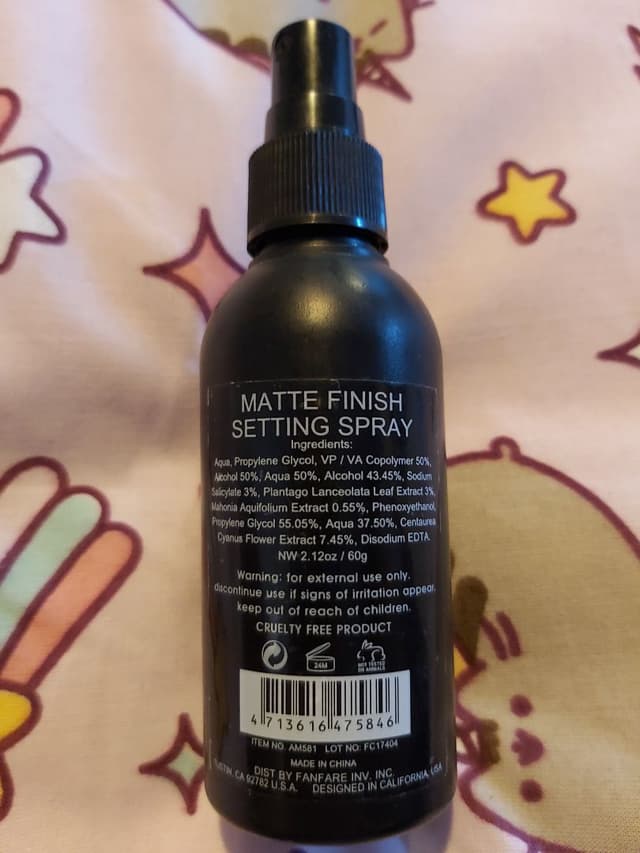 MATTE FINISH
SETTING SPRAY
Ingredients:
Aqua, Propylene Glycol, VP / VA Copolymer 50%,
Alcohol 50%, Aqua 50%, Alcohol 43.45%, Sodium
Salicylate 3%, Plantago Lanceolata Leaf Extract 3%,
Mahonia Aquifolium Extract 0.55%, Phenoxyethanol,
Propylene Glycol 55.05%, Aqua 37.50%, Centaurea
Cyanus Flower Extract 7.45%, Disodium EDTA.
NW 2.12oz / 60g
Warning: for external use only.
discontinue use if signs of irritation appear.
keep out of reach of children.
CRUELTY FREE PRODUCT
24M
NOT TESTED
ON ANIMALS
4 713616 475846
ITEM NO. AM581 LOT NO: FC17404
MADE IN CHINA
DIST BY FANFARE INV. INC.
TUSTIN, CA 92782 U.S.A. DESIGNED IN CALIFORNIA, USA